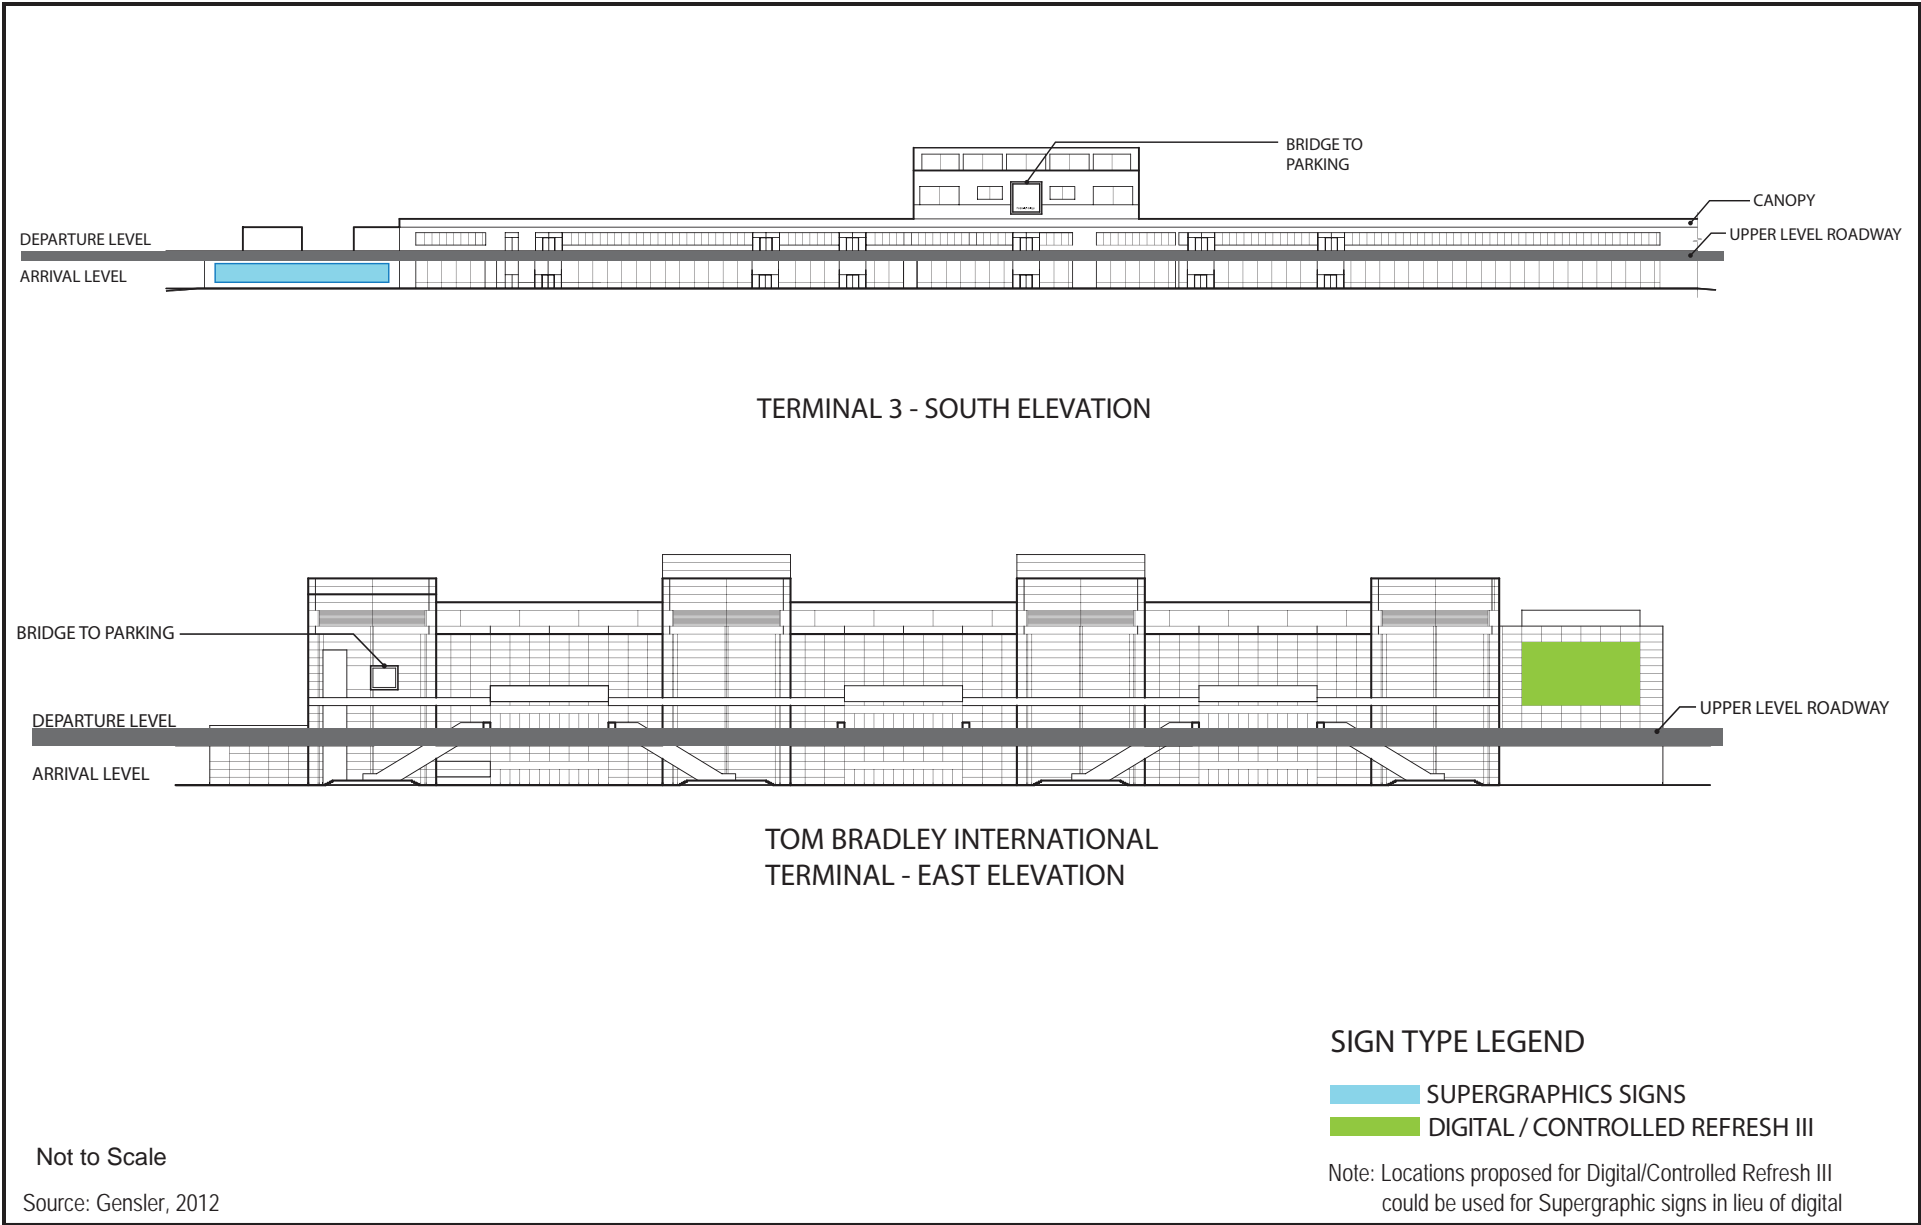 BRIDGE TO
PARKING
CANOPY
DEPARTURE LEVEL
UPPER LEVEL ROADWAY
ARRIVAL LEVEL
TERMINAL 3 - SOUTH ELEVATION
BRIDGE TO PARKING
DEPARTURE LEVEL
UPPER LEVEL ROADWAY
ARRIVAL LEVEL
TOM BRADLEY INTERNATIONAL
TERMINAL - EAST ELEVATION
SIGN TYPE LEGEND
SUPERGRAPHICS SIGNS
DIGITAL / CONTROLLED REFRESH III
Not to Scale
Note: Locations proposed for Digital/Controlled Refresh III
could be used for Supergraphic signs in lieu of digital
Source: Gensler, 2012